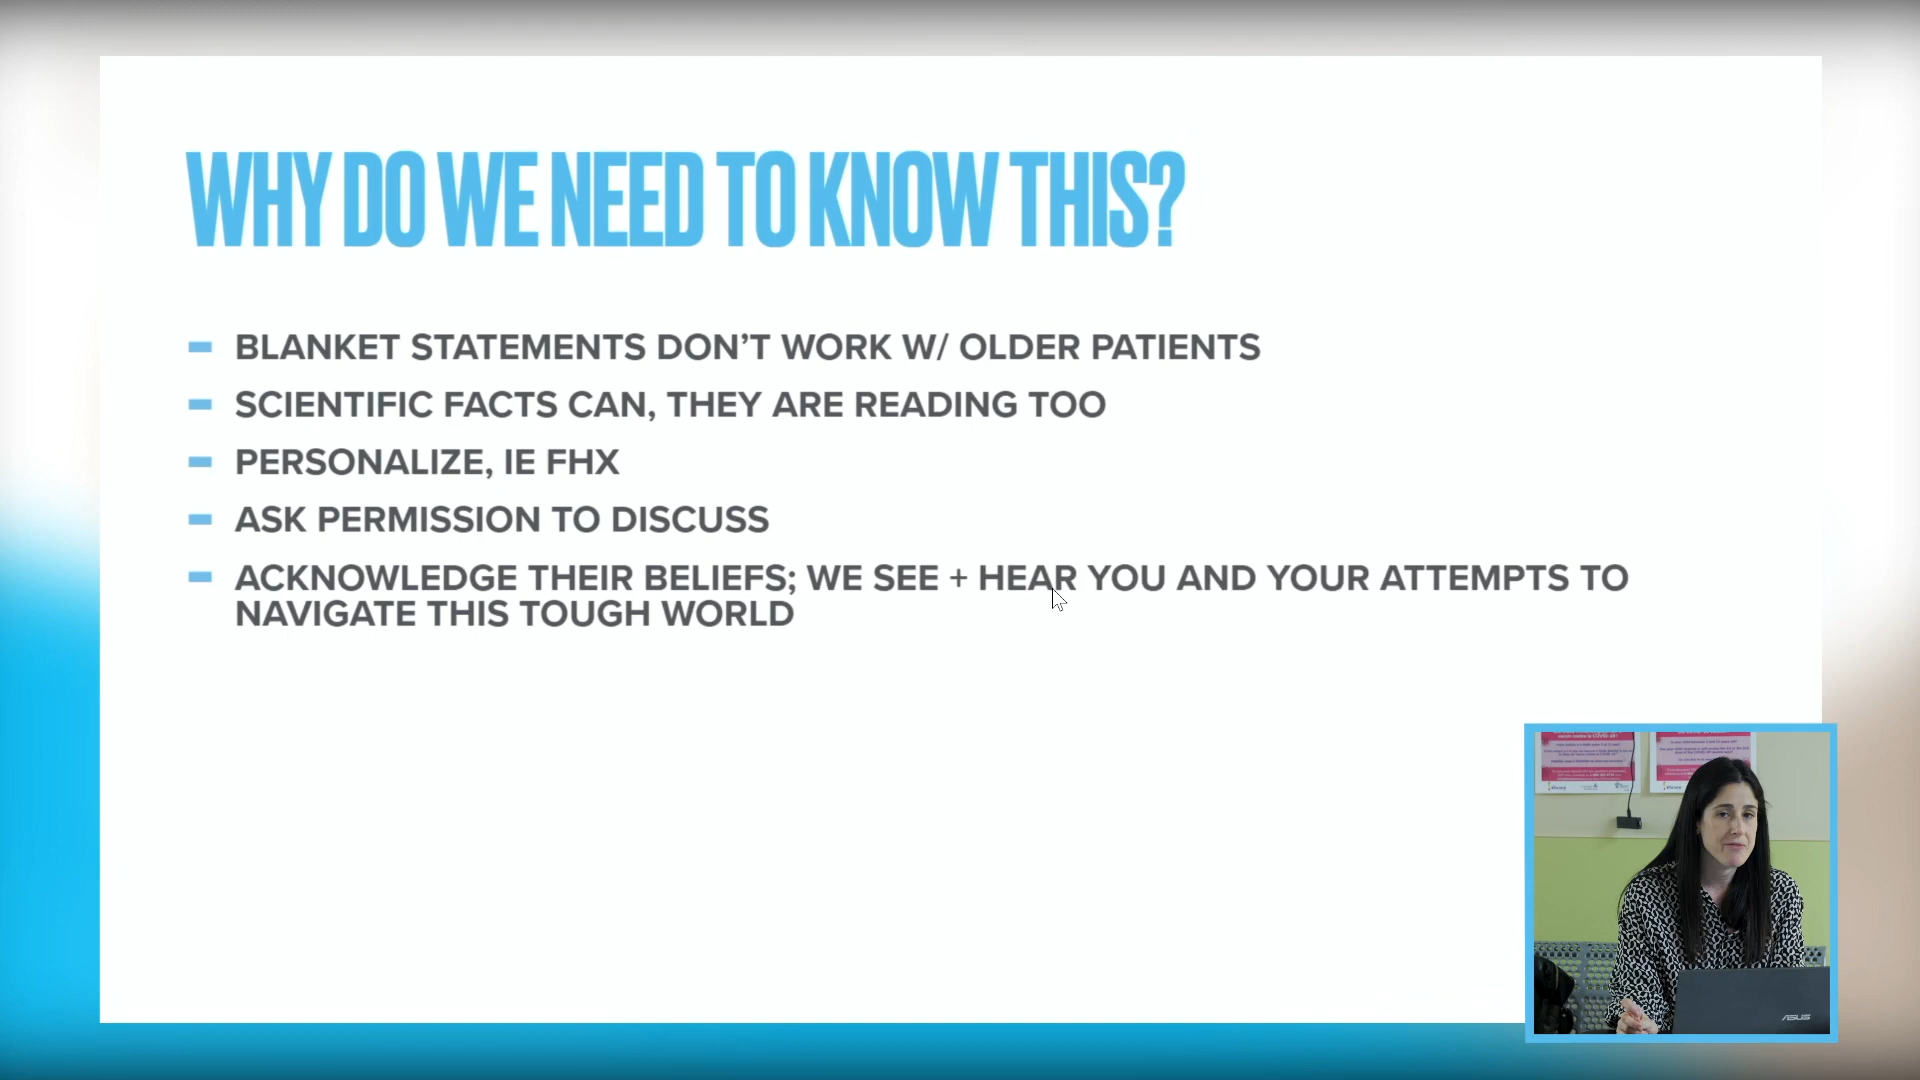 WHY DO WE NEED TO KNOW THIS?
BLANKET STATEMENTS DON'T WORK W/ OLDER PATIENTS
SCIENTIFIC FACTS CAN, THEY ARE READING TOO
PERSONALIZE, IE FHX
ASK PERMISSION TO DISCUSS
ACKNOWLEDGE THEIR BELIEFS; WE SEE + HEAR YOU AND YOUR ATTEMPTS TO
NAVIGATE THIS TOUGH WORLD
ASUS